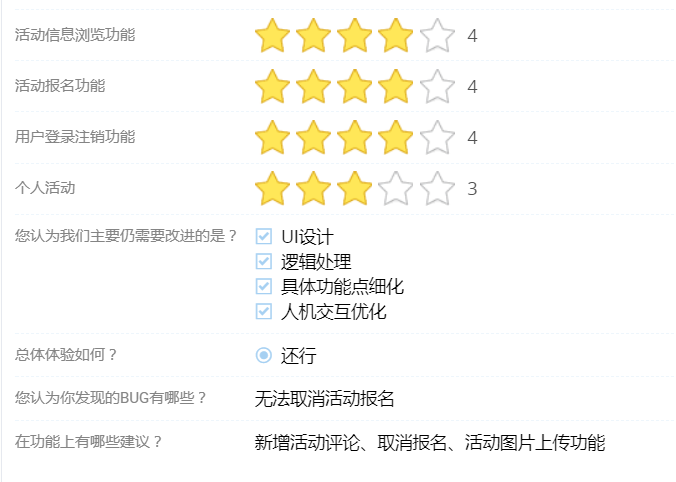 活动信息浏览功能 4
活动报名功能 4
用户登录注销功能 4
个人活动 3
您认为我们主要仍需要改进的是？ UI设计
逻辑处理
具体功能点细化
人机交互优化
总体体验如何？ 还行
您认为你发现的BUG有哪些？ 无法取消活动报名
在功能上有哪些建议？ 新增活动评论、取消报名、活动图片上传功能